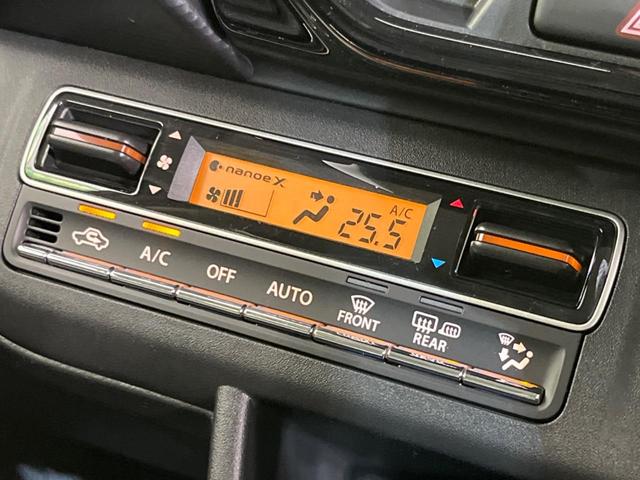 nanoe X
A/C
25.5
A/C
OFF
AUTO
FRONT
REAR